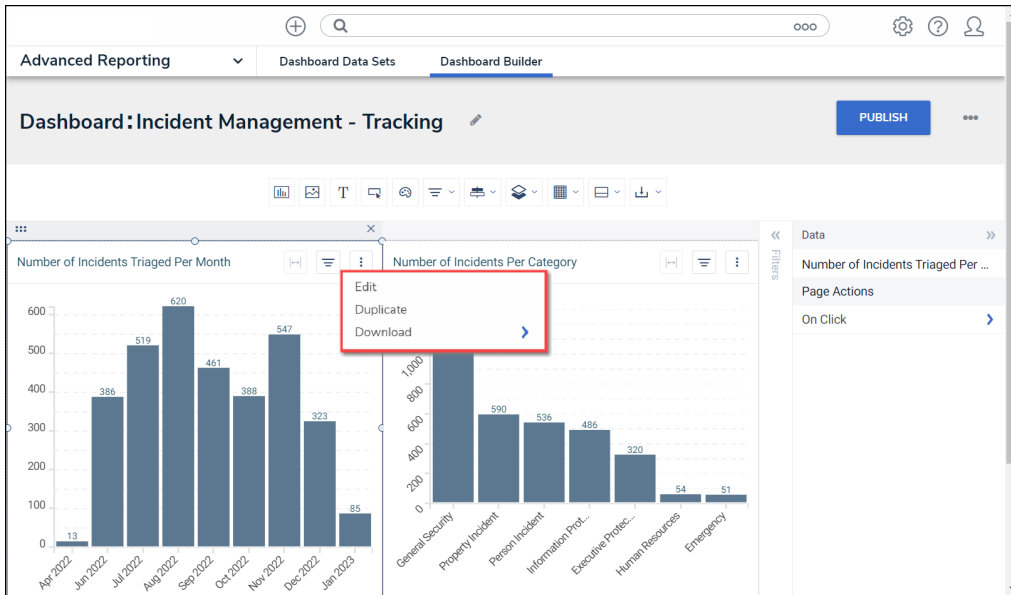 Advanced Reporting
Dashboard Data Sets
Dashboard Builder
Dashboard:Incident Management - Tracking
PUBLISH
T
Number of Incidents Triaged Per Month
Edit
Duplicate
Download
600
500
400
300
200
100
0
13
386
519
620
461
388
547
323
85
Apr 2022
Jun 2022
Jul 2022
Aug 2022
Sep 2022
Oct 2022
Nov 2022
Dec 2022
Jan 2023
Number of Incidents Per Category
1,000
800
600
400
200
0
590
536
486
320
54
51
General Security
Property Incident
Person Incident
Information Prot...
Executive Protec...
Human Resources
Emergency
Filters
Data
Number of Incidents Triaged Per ...
Page Actions
On Click